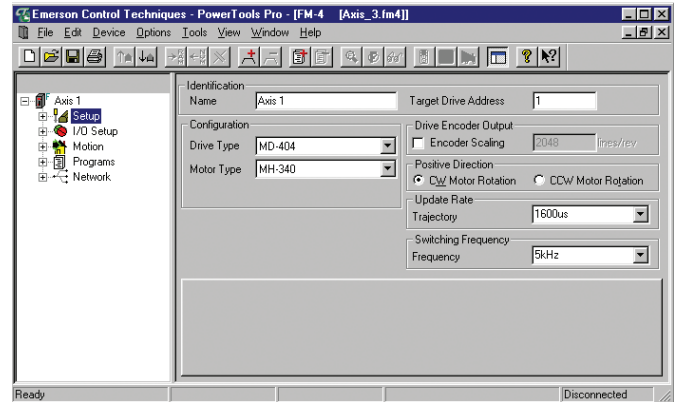 Emerson Control Techniques - PowerTools Pro - [FM-4 [Axis_3.fm4]]
File Edit Device Options Tools View Window Help
Axis 1
Setup
I/O Setup
Motion
Programs
Network
Identification
Name Axis 1 Target Drive Address 1
Configuration
Drive Type MD-404
Motor Type MH-340
Drive Encoder Output
Encoder Scaling 2048 lines/rev
Positive Direction
CW Motor Rotation CCW Motor Rotation
Update Rate
Trajectory 1600us
Switching Frequency
Frequency 5kHz
Ready Disconnected